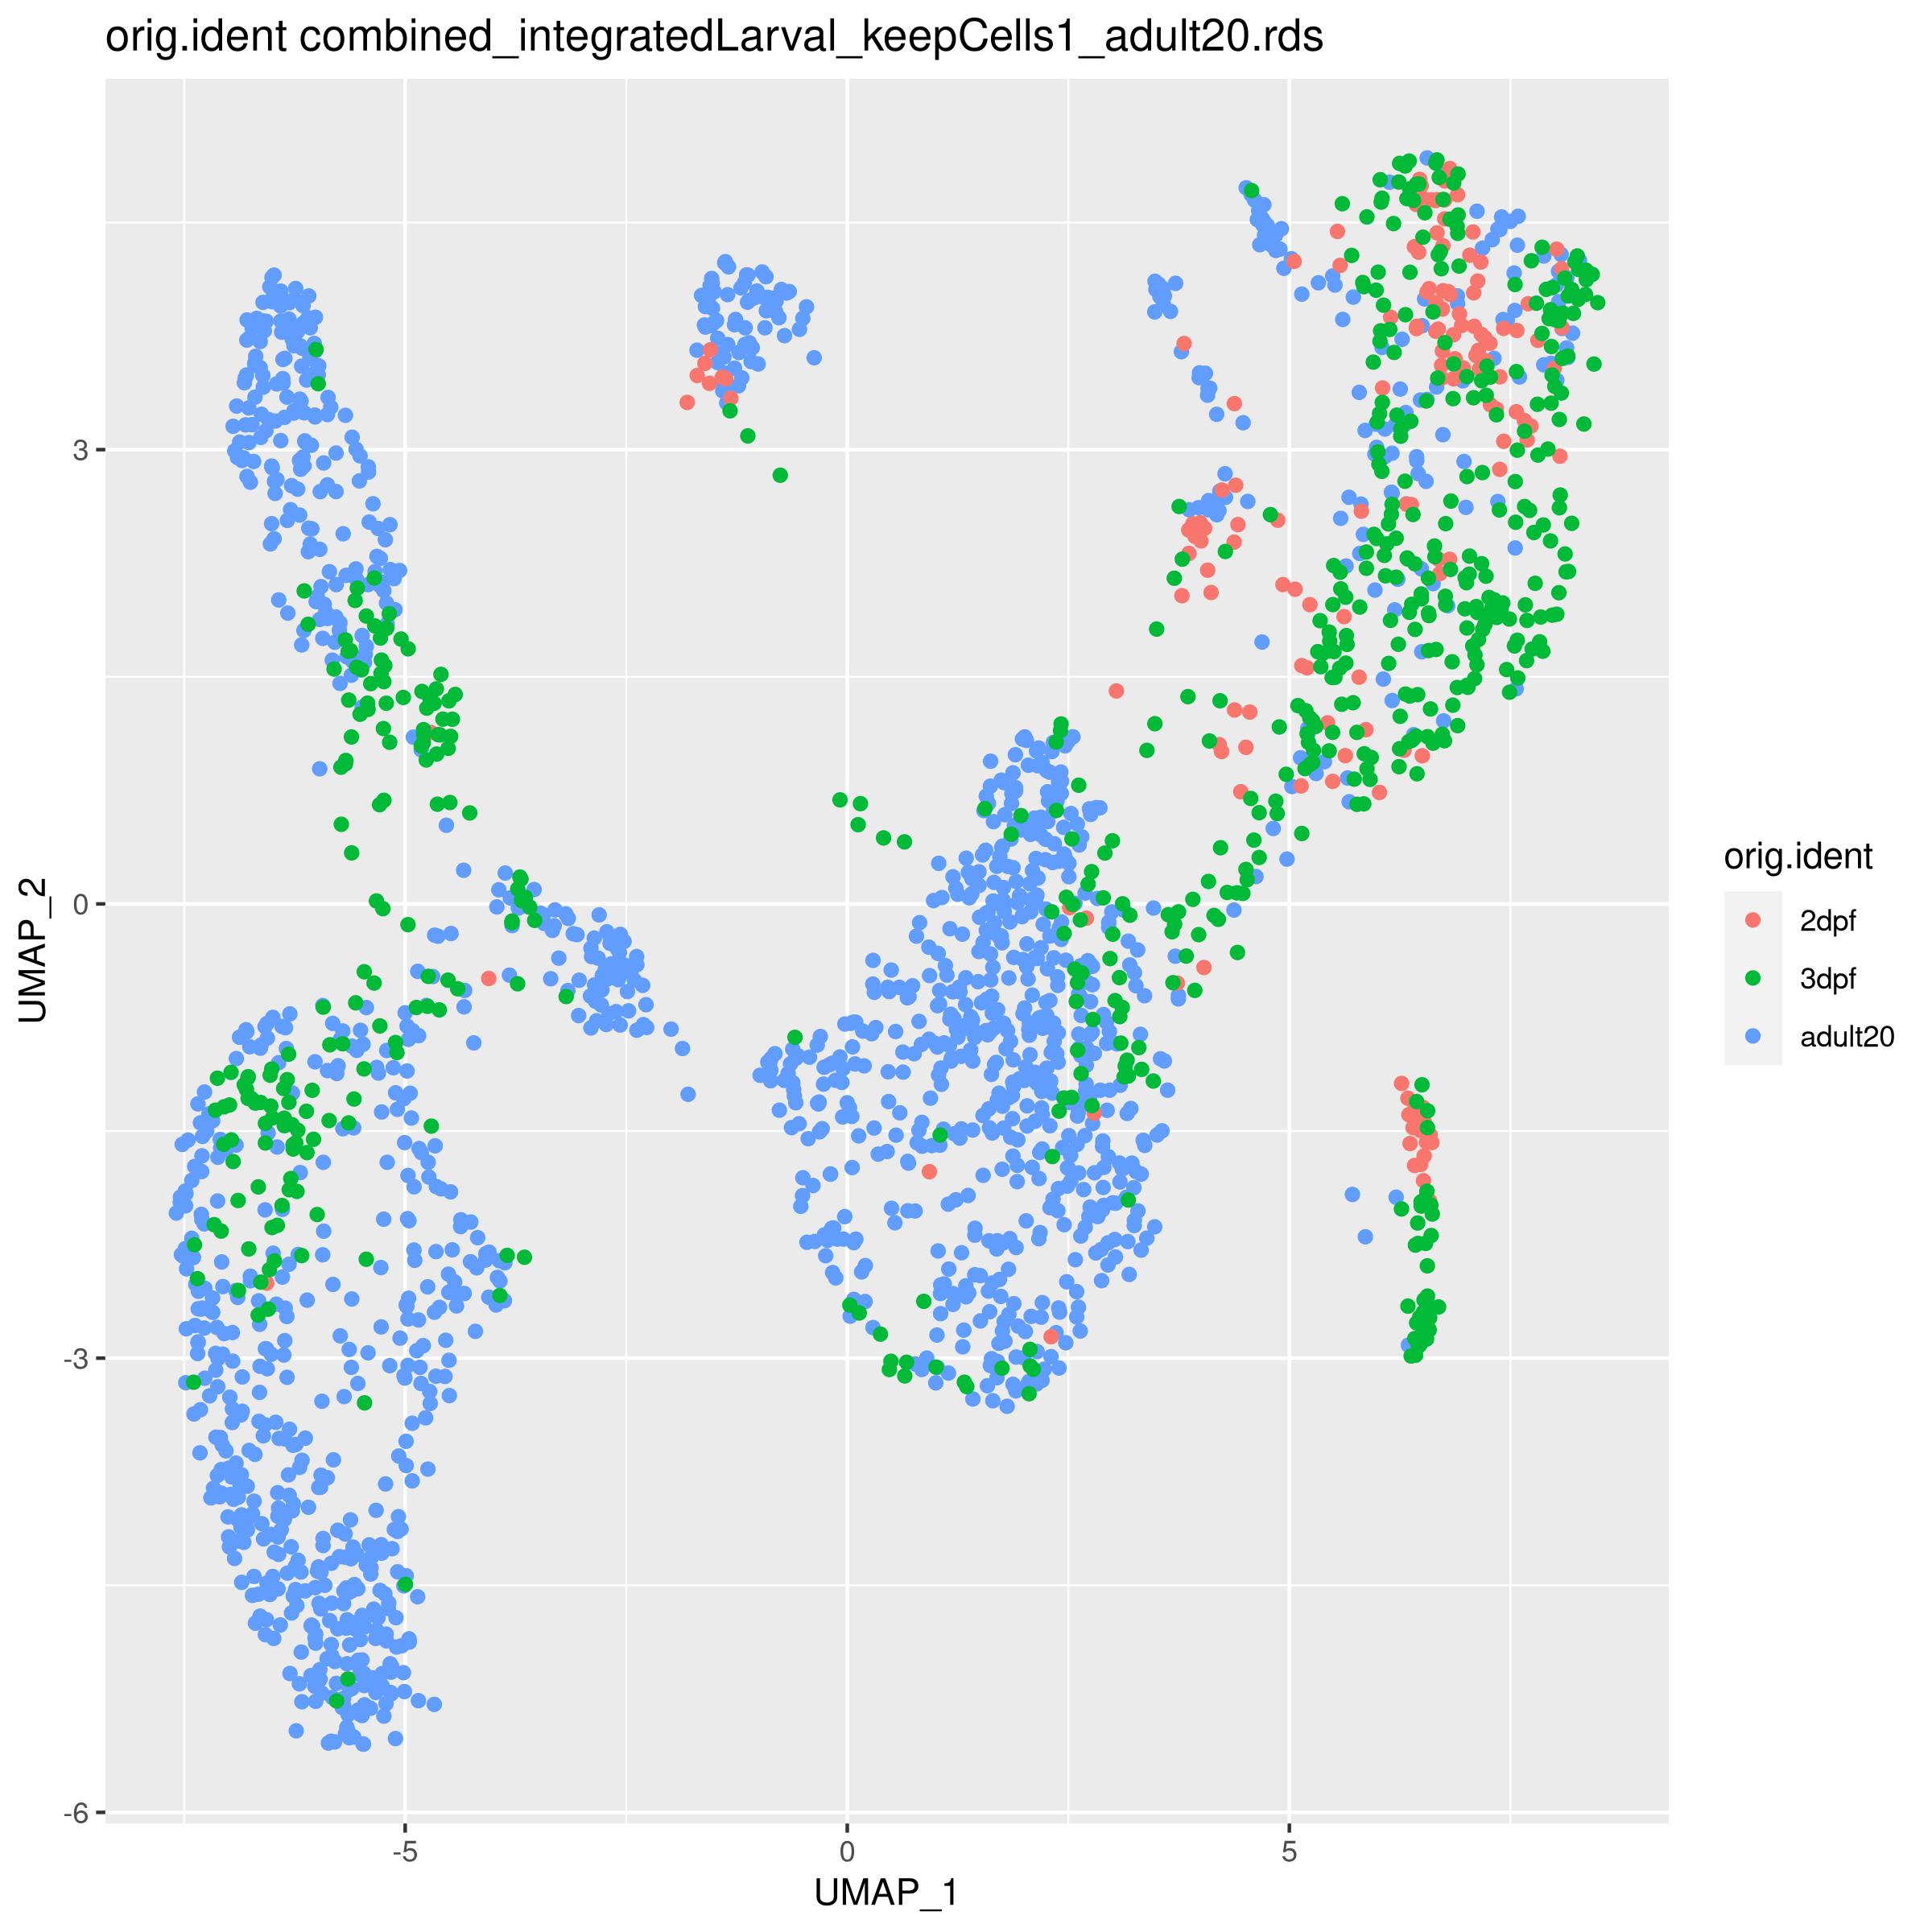 orig.ident combined_integratedLarval_keepCells1_adult20.rds
3
0
-3
-6
UMAP_2
-5
0
5
UMAP_1
orig.ident
2dpf
3dpf
adult20